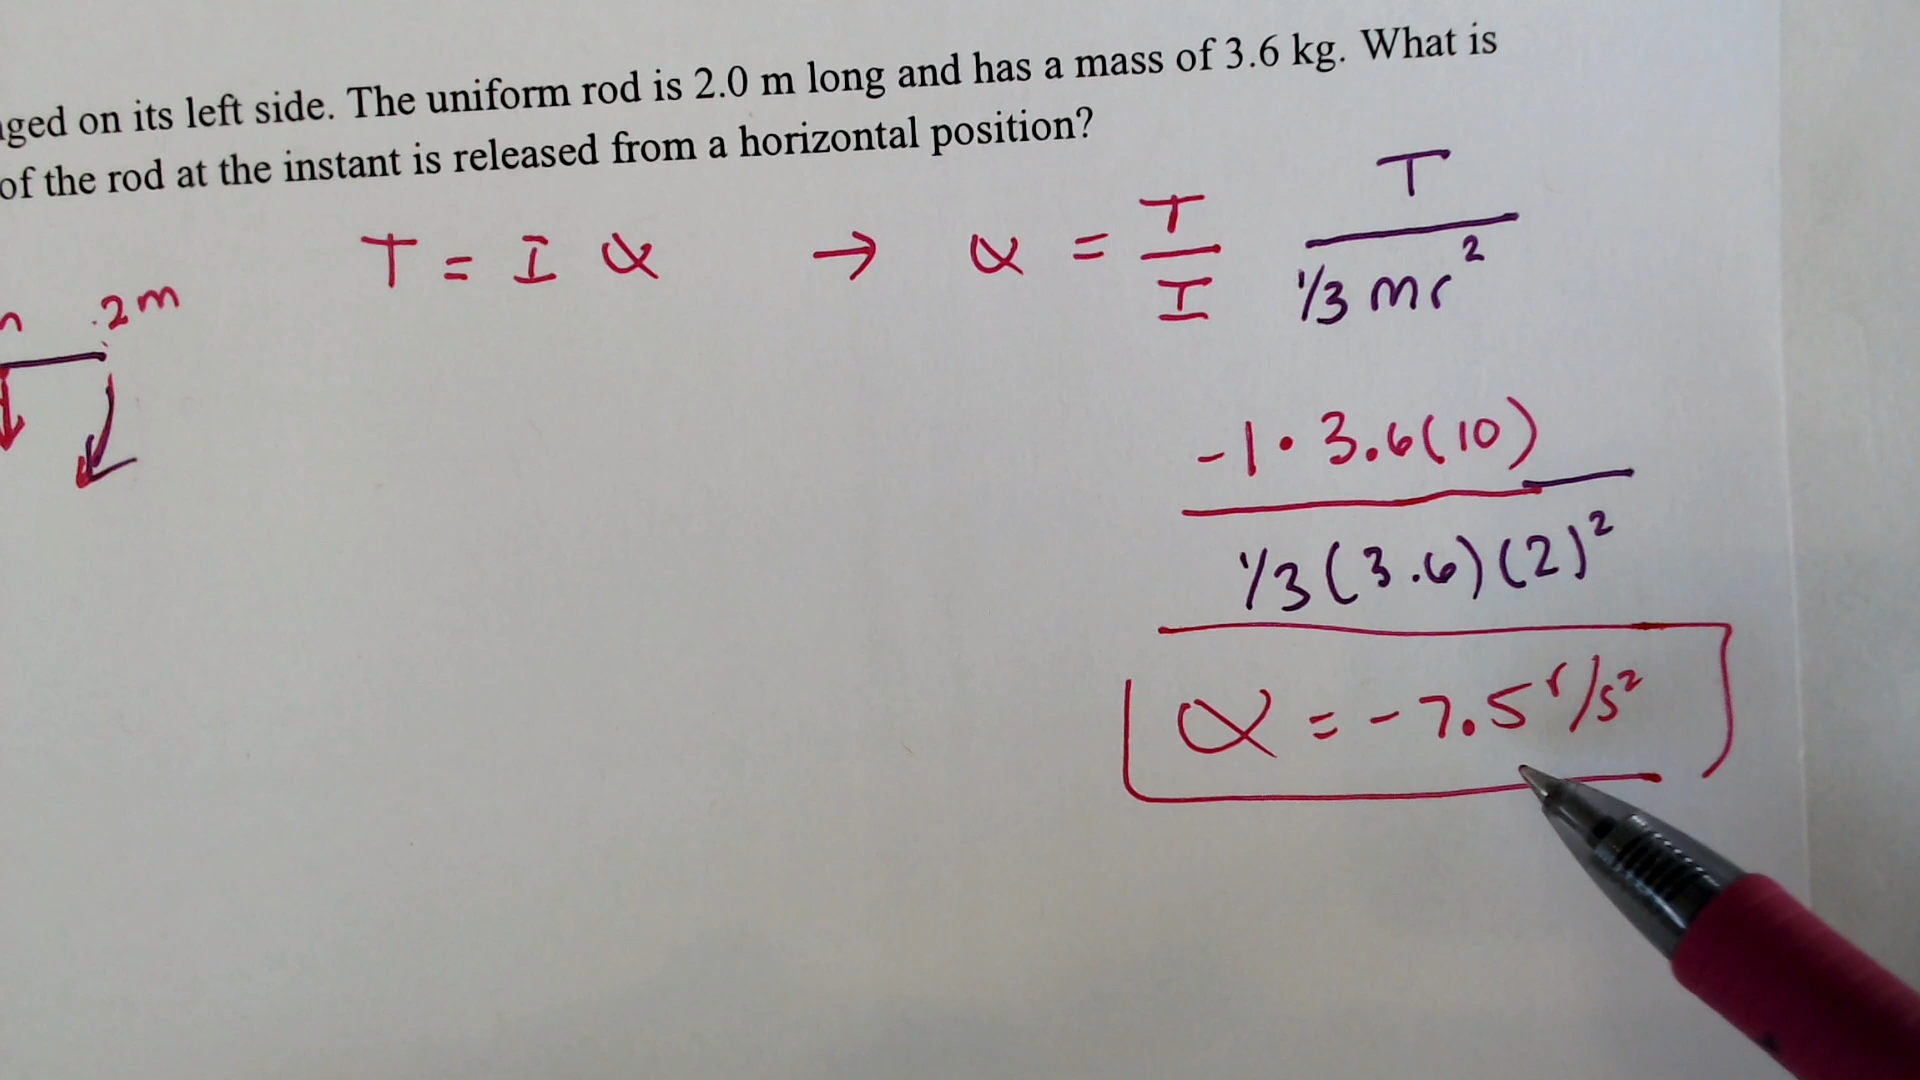 on its left side. The uniform rod is 2.0 m long and has a mass of 3.6 kg. What is
of the rod at the instant is released from a horizontal position?
T = I α → α = T/I T/(1/3 mr²)
.2m
-1 · 3.6(10)
1/3(3.6)(2)²
α = -7.5 r/s²